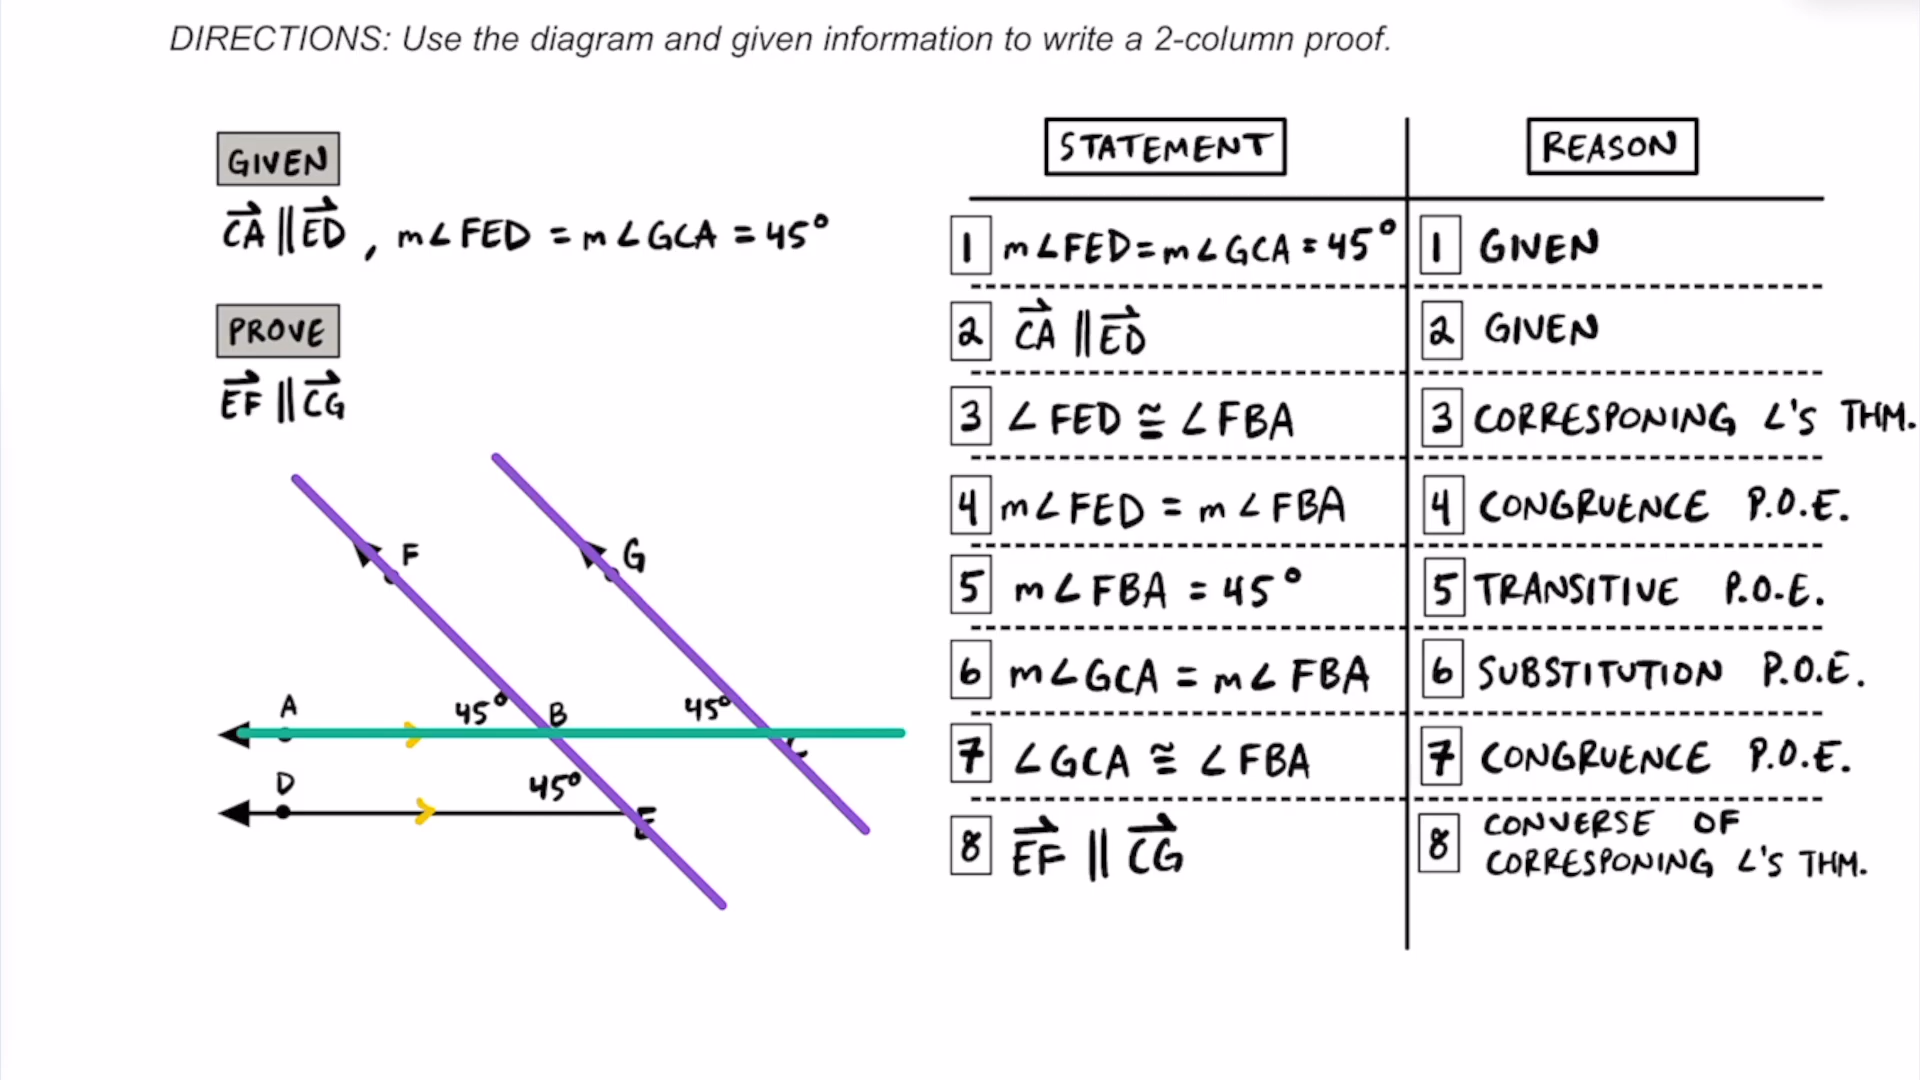 DIRECTIONS: Use the diagram and given information to write a 2-column proof.
GIVEN
CA ∥ ED , m∠FED = m∠GCA = 45°
PROVE
EF ∥ CG
F
G
A
45°
B
45°
C
D
45°
E
STATEMENT
REASON
1 m∠FED = m∠GCA = 45°
1 GIVEN
2 CA ∥ ED
2 GIVEN
3 ∠FED ≅ ∠FBA
3 CORRESPONING ∠'S THM.
4 m∠FED = m∠FBA
4 CONGRUENCE P.O.E.
5 m∠FBA = 45°
5 TRANSITIVE P.O.E.
6 m∠GCA = m∠FBA
6 SUBSTITUTION P.O.E.
7 ∠GCA ≅ ∠FBA
7 CONGRUENCE P.O.E.
8 EF ∥ CG
8 CONVERSE OF
CORRESPONING ∠'S THM.